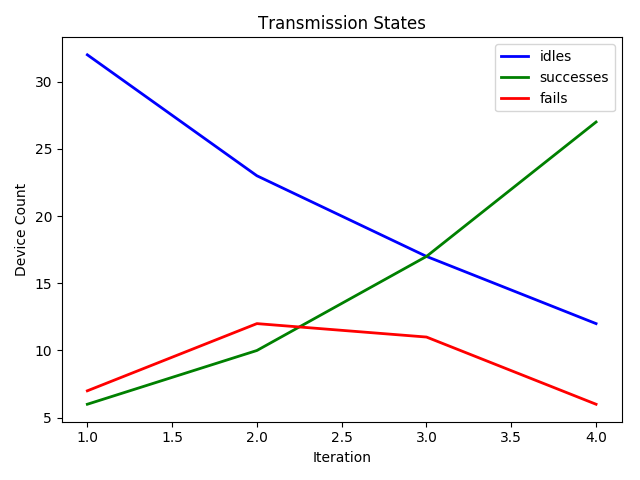 Transmission States
idles
successes
fails
Device Count
30
25
20
15
10
5
1.0 1.5 2.0 2.5 3.0 3.5 4.0
Iteration